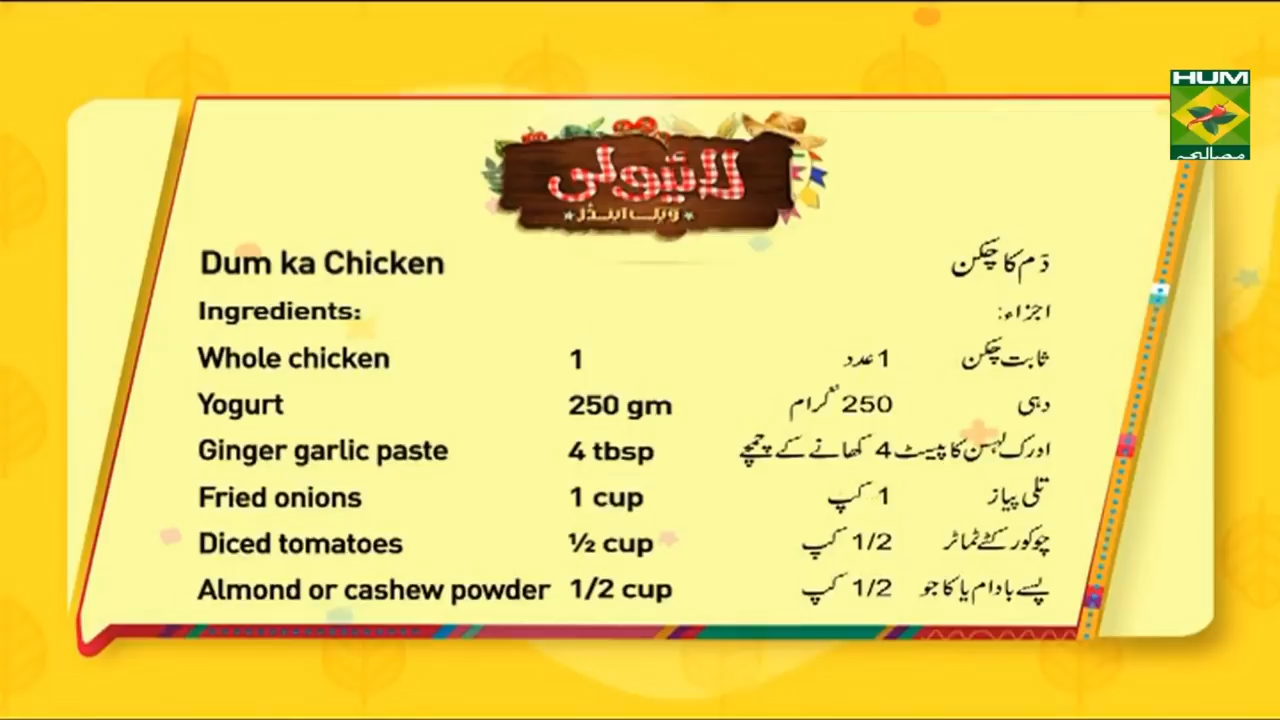 HUM
مصالحہ
لائیولی
ویک اینڈز
Dum ka Chicken دَم کا چکن
Ingredients: اجزاء:
Whole chicken 1 ثابت چکن 1 عدد
Yogurt 250 gm دہی 250 گرام
Ginger garlic paste 4 tbsp ادرک لہسن کا پیسٹ 4 کھانے کے چمچے
Fried onions 1 cup تلی پیاز 1 کپ
Diced tomatoes ½ cup چوکور کٹے ٹماٹر 1/2 کپ
Almond or cashew powder 1/2 cup پسے بادام یا کاجو 1/2 کپ